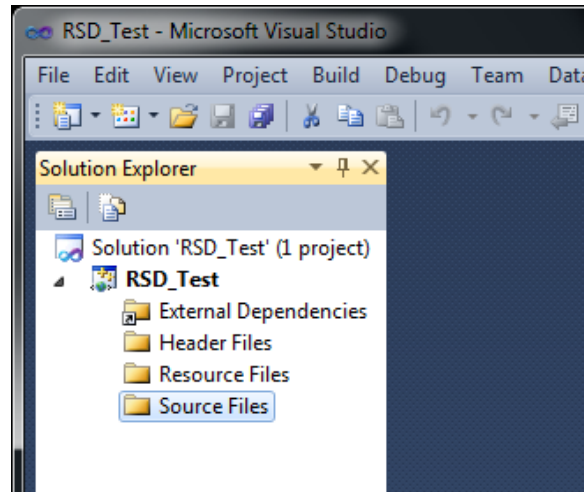 RSD_Test - Microsoft Visual Studio
File Edit View Project Build Debug Team Data
Solution Explorer
Solution 'RSD_Test' (1 project)
RSD_Test
External Dependencies
Header Files
Resource Files
Source Files